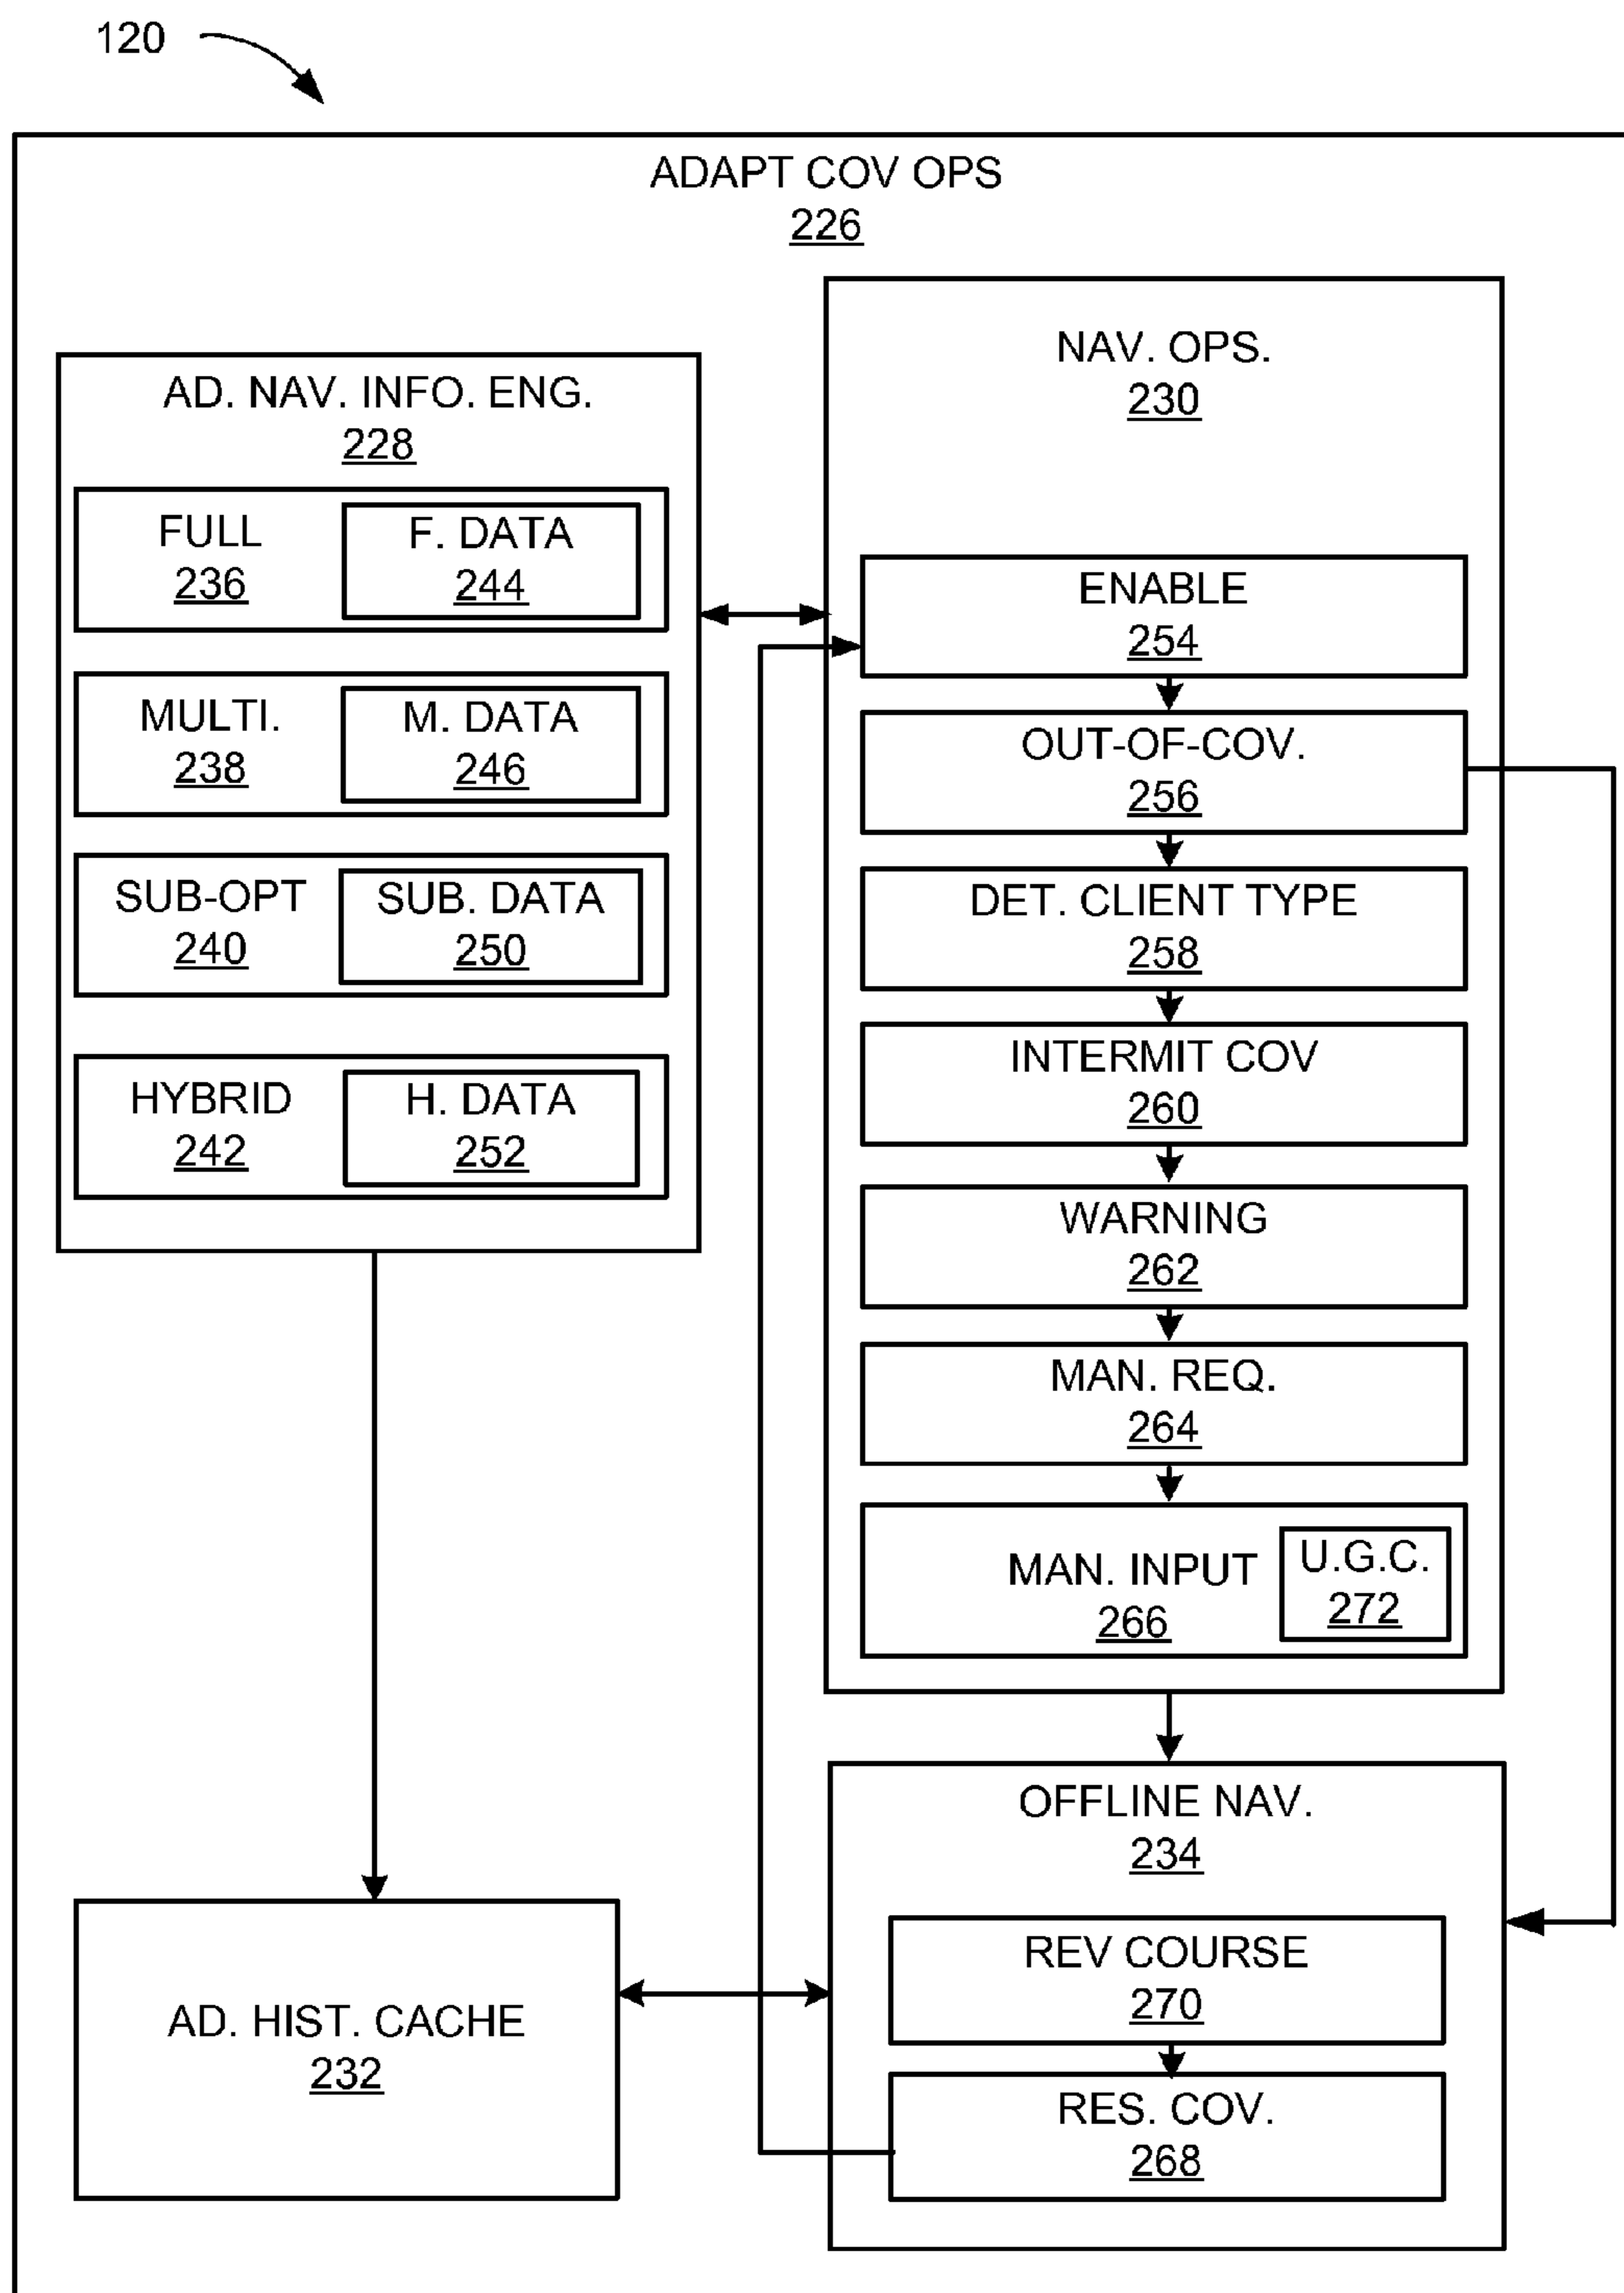 120
ADAPT COV OPS
226
AD. NAV. INFO. ENG.
228
FULL
236
F. DATA
244
MULTI.
238
M. DATA
246
SUB-OPT
240
SUB. DATA
250
HYBRID
242
H. DATA
252
NAV. OPS.
230
ENABLE
254
OUT-OF-COV.
256
DET. CLIENT TYPE
258
INTERMIT COV
260
WARNING
262
MAN. REQ.
264
MAN. INPUT
266
U.G.C.
272
OFFLINE NAV.
234
REV COURSE
270
RES. COV.
268
AD. HIST. CACHE
232